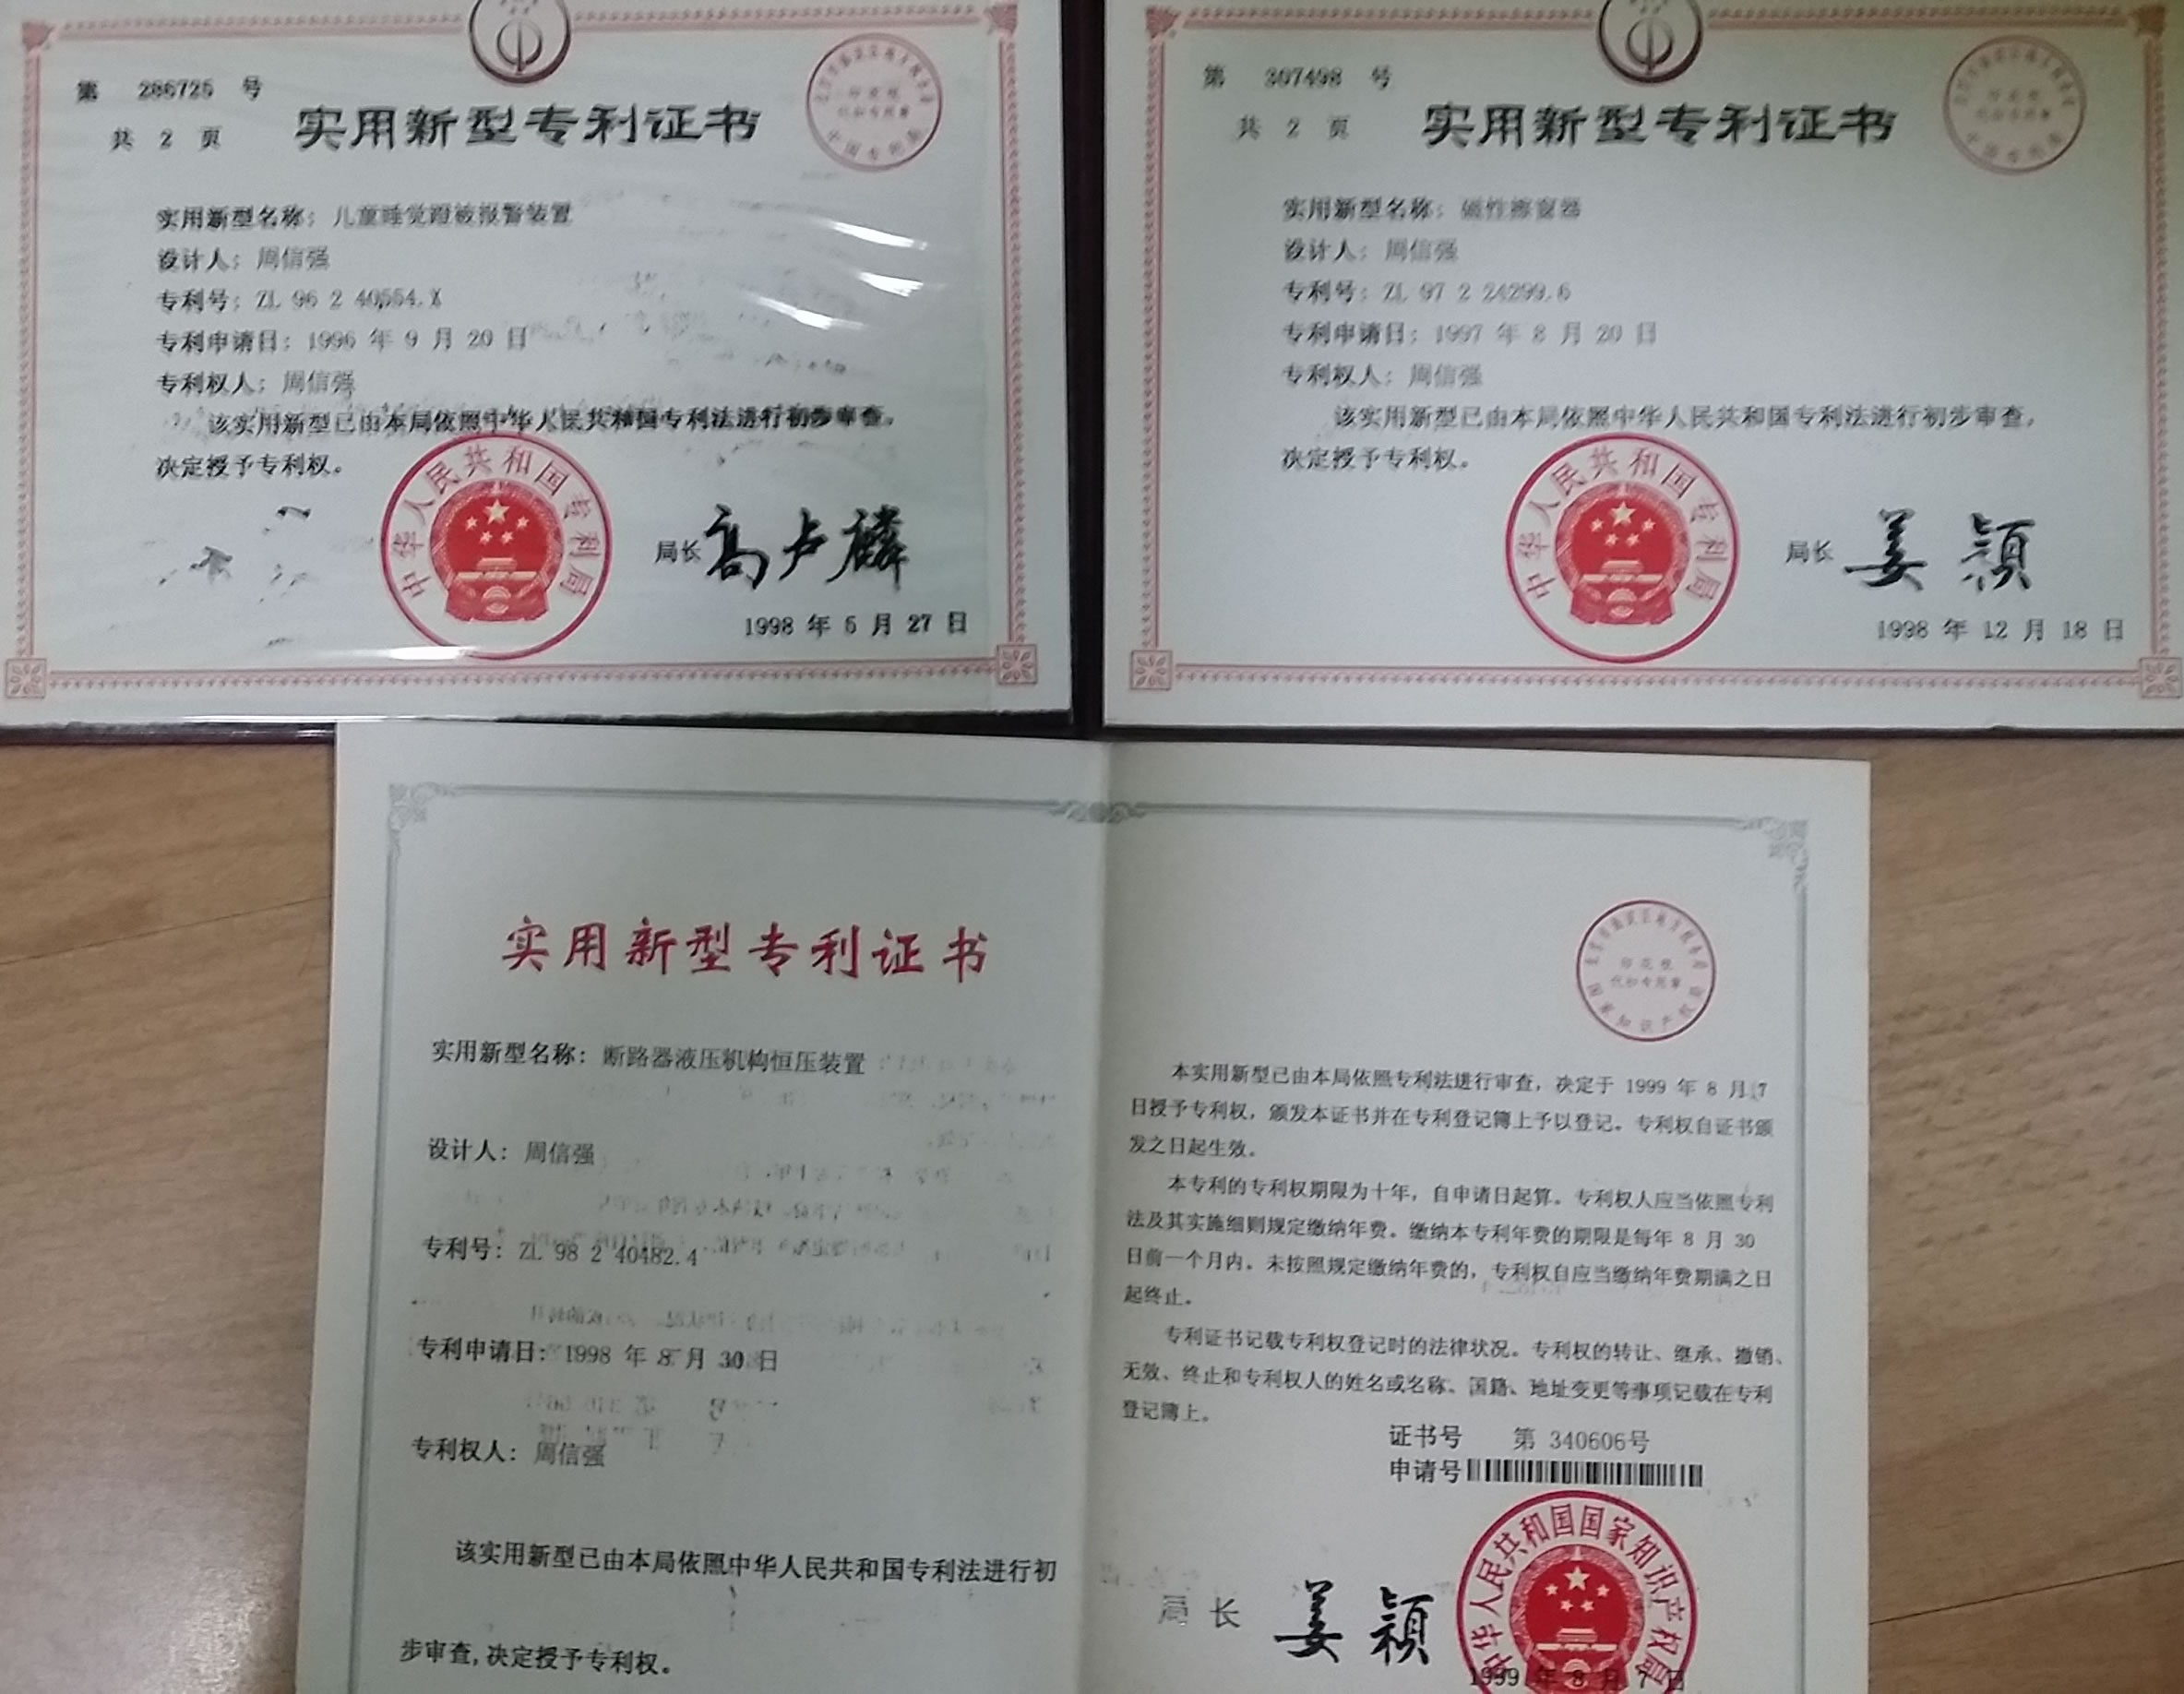 第 286725 号
共 2 页
实用新型专利证书
实用新型名称：儿童睡觉蹬被报警装置
设计人：周信强
专利号：ZL 96 2 40554.X
专利申请日：1996 年 9 月 20 日
专利权人：周信强
该实用新型已由本局依照中华人民共和国专利法进行初步审查，
决定授予专利权。
中华人民共和国专利局
局长 高卢麟
1998 年 5 月 27 日
第 307498 号
共 2 页
实用新型专利证书
实用新型名称：磁性擦窗器
设计人：周信强
专利号：ZL 97 2 24299.6
专利申请日：1997 年 8 月 20 日
专利权人：周信强
该实用新型已由本局依照中华人民共和国专利法进行初步审查，
决定授予专利权。
中华人民共和国专利局
局长 姜颖
1998 年 12 月 18 日
实用新型专利证书
实用新型名称：断路器液压机构恒压装置
设计人：周信强
专利号：ZL 98 2 40482.4
专利申请日：1998 年 8 月 30 日
专利权人：周信强
该实用新型已由本局依照中华人民共和国专利法进行初
步审查，决定授予专利权。
印花税
代扣专用章
国家知识产权局
本实用新型已由本局依照专利法进行审查，决定于 1999 年 8 月 7
日授予专利权，颁发本证书并在专利登记簿上予以登记。专利权自证书颁
发之日起生效。
本专利的专利权期限为十年，自申请日起算。专利权人应当依照专利
法及其实施细则规定缴纳年费。缴纳本专利年费的期限是每年 8 月 30
日前一个月内。未按照规定缴纳年费的，专利权自应当缴纳年费期满之日
起终止。
专利证书记载专利权登记时的法律状况。专利权的转让、继承、撤销、
无效、终止和专利权人的姓名或名称、国籍、地址变更等事项记载在专利
登记簿上。
证书号 第 340606号
申请号
中华人民共和国国家知识产权局
局长 姜颖
1999 年 8 月 7 日